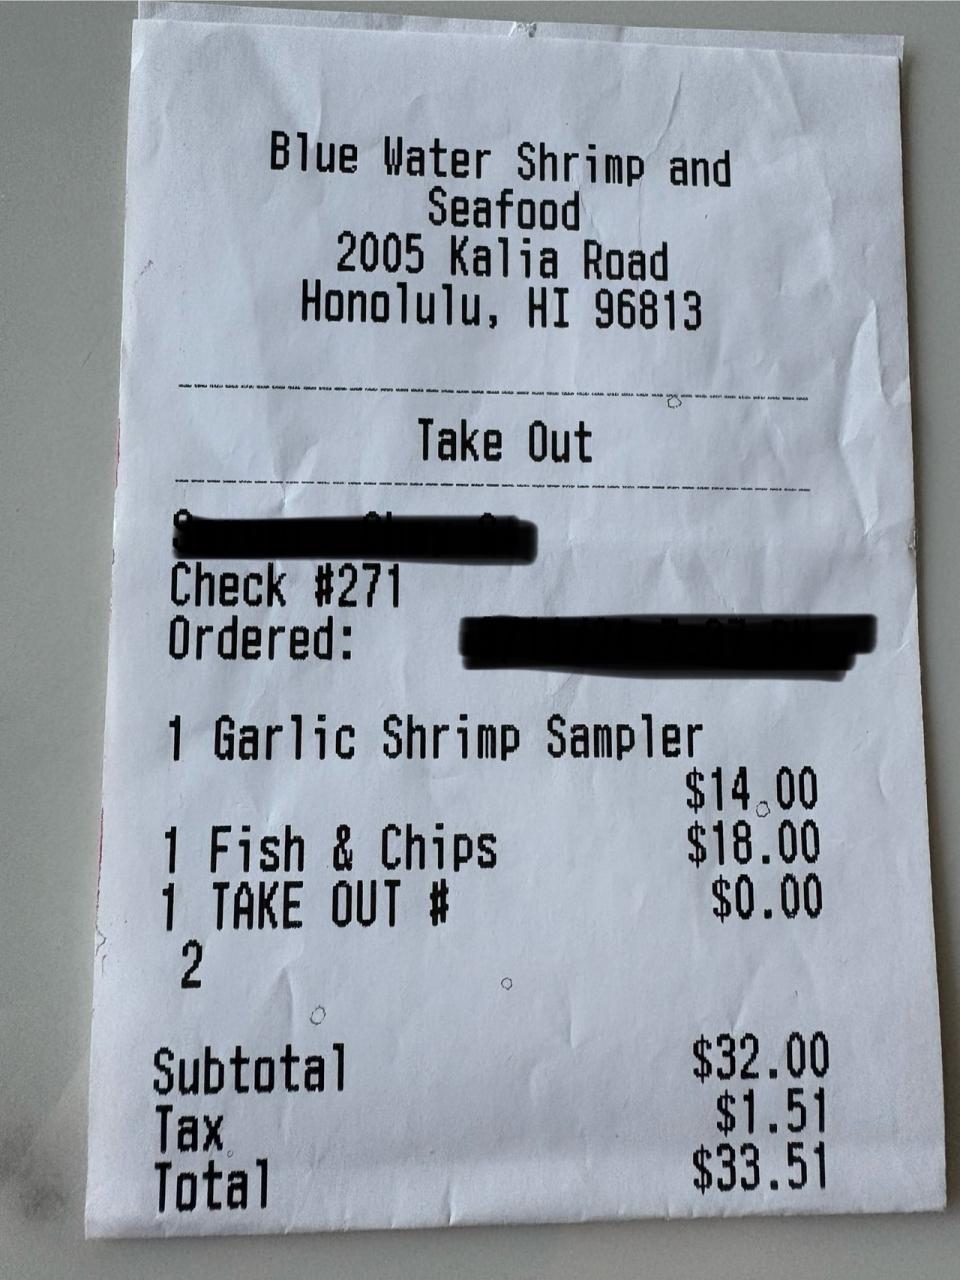 Blue Water Shrimp and
Seafood
2005 Kalia Road
Honolulu, HI 96813
Take Out
Check #271
Ordered:
1 Garlic Shrimp Sampler
$14.00
1 Fish & Chips $18.00
1 TAKE OUT # $0.00
2
Subtotal $32.00
Tax $1.51
Total $33.51